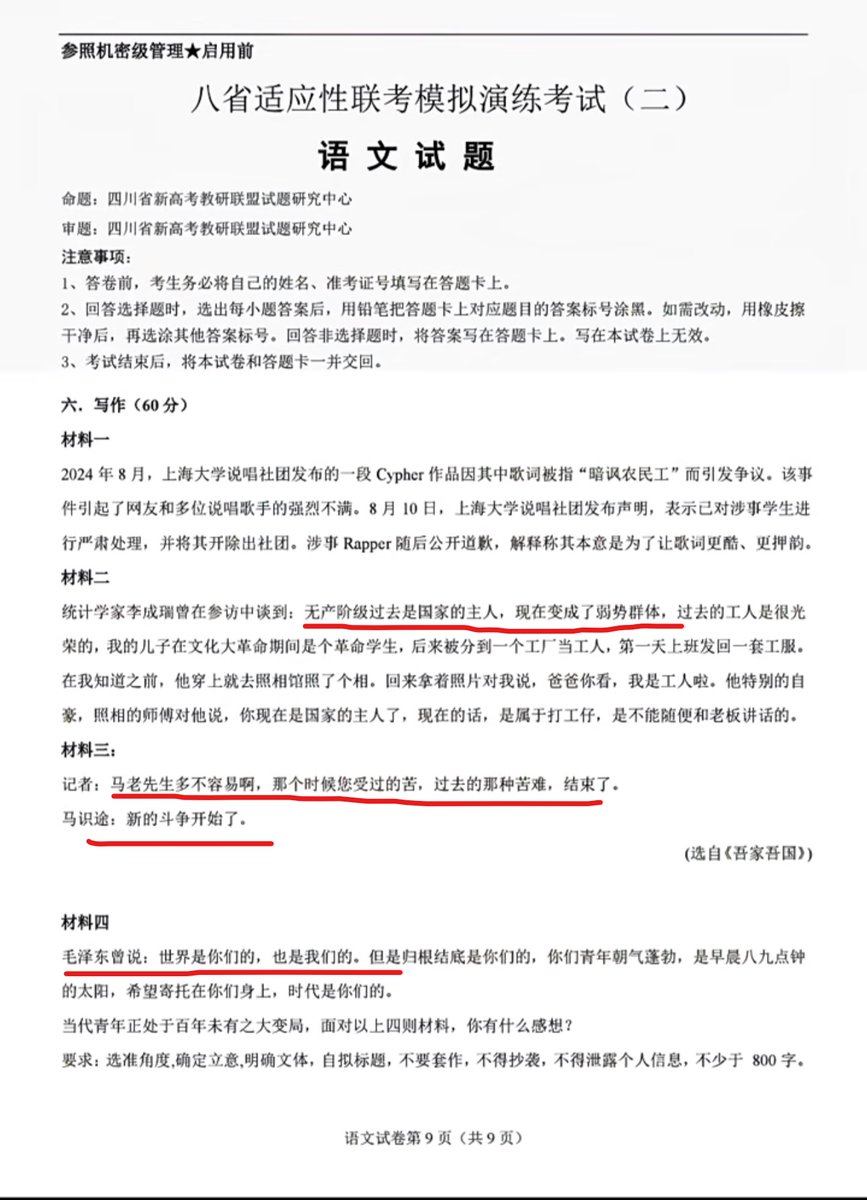 参照机密级管理★启用前
八省适应性联考模拟演练考试（二）
语文试题
命题：四川省新高考教研联盟试题研究中心
审题：四川省新高考教研联盟试题研究中心
注意事项：
1、答卷前，考生务必将自己的姓名、准考证号填写在答题卡上。
2、回答选择题时，选出每小题答案后，用铅笔把答题卡上对应题目的答案标号涂黑。如需改动，用橡皮擦
干净后，再选涂其他答案标号。回答非选择题时，将答案写在答题卡上。写在本试卷上无效。
3、考试结束后，将本试卷和答题卡一并交回。
六．写作（60 分）
材料一
2024 年 8 月，上海大学说唱社团发布的一段 Cypher 作品因其中歌词被指“暗讽农民工”而引发争议。该事
件引起了网友和多位说唱歌手的强烈不满。8 月 10 日，上海大学说唱社团发布声明，表示已对涉事学生进
行严肃处理，并将其开除出社团。涉事 Rapper 随后公开道歉，解释称其本意是为了让歌词更酷、更押韵。
材料二
统计学家李成瑞曾在参访中谈到：无产阶级过去是国家的主人，现在变成了弱势群体，过去的工人是很光
荣的，我的儿子在文化大革命期间是个革命学生，后来被分到一个工厂当工人，第一天上班发回一套工服。
在我知道之前，他穿上就去照相馆照了个相。回来拿着照片对我说，爸爸你看，我是工人啦。他特别的自
豪，照相的师傅对他说，你现在是国家的主人了，现在的话，是属于打工仔，是不能随便和老板讲话的。
材料三：
记者：马老先生多不容易啊，那个时候您受过的苦，过去的那种苦难，结束了。
马识途：新的斗争开始了。
(选自《吾家吾国》)
材料四
毛泽东曾说：世界是你们的，也是我们的。但是归根结底是你们的，你们青年朝气蓬勃，是早晨八九点钟
的太阳，希望寄托在你们身上，时代是你们的。
当代青年正处于百年未有之大变局，面对以上四则材料，你有什么感想？
要求：选准角度,确定立意,明确文体，自拟标题，不要套作，不得抄袭，不得泄露个人信息，不少于 800 字。
语文试卷第 9 页（共 9 页）